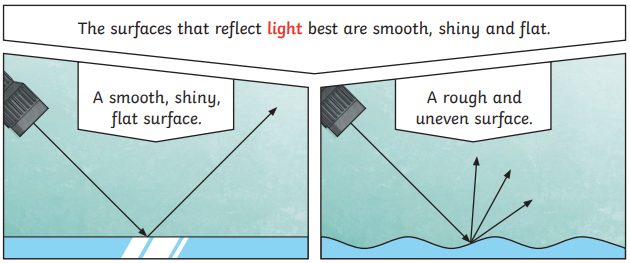 The surfaces that reflect light best are smooth, shiny and flat.
A smooth, shiny,
flat surface.
A rough and
uneven surface.